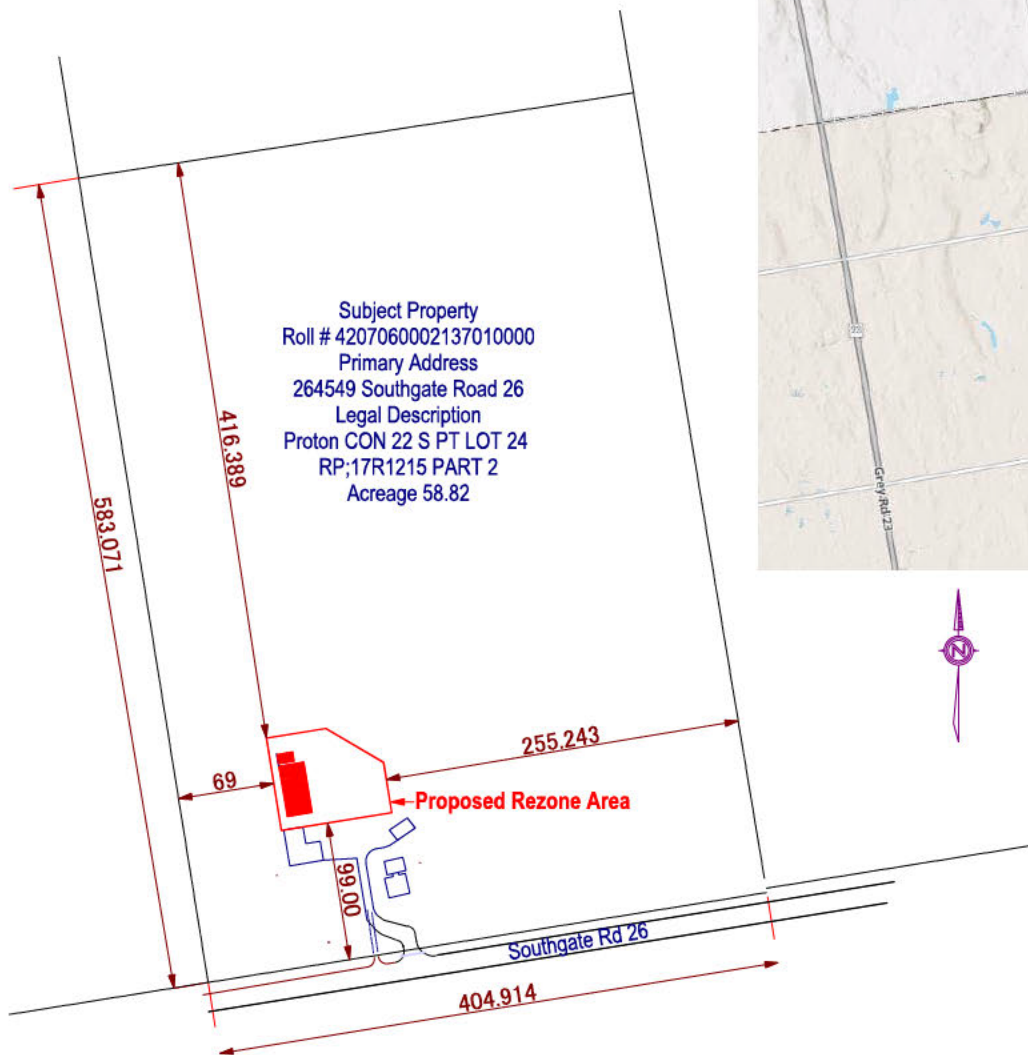 Subject Property
Roll # 4207060002137010000
Primary Address
264549 Southgate Road 26
Legal Description
Proton CON 22 S PT LOT 24
RP;17R1215 PART 2
Acreage 58.82
416.389
583.071
255.243
69
Proposed Rezone Area
99.00
Southgate Rd 26
404.914
23
Grey Rd 23
N